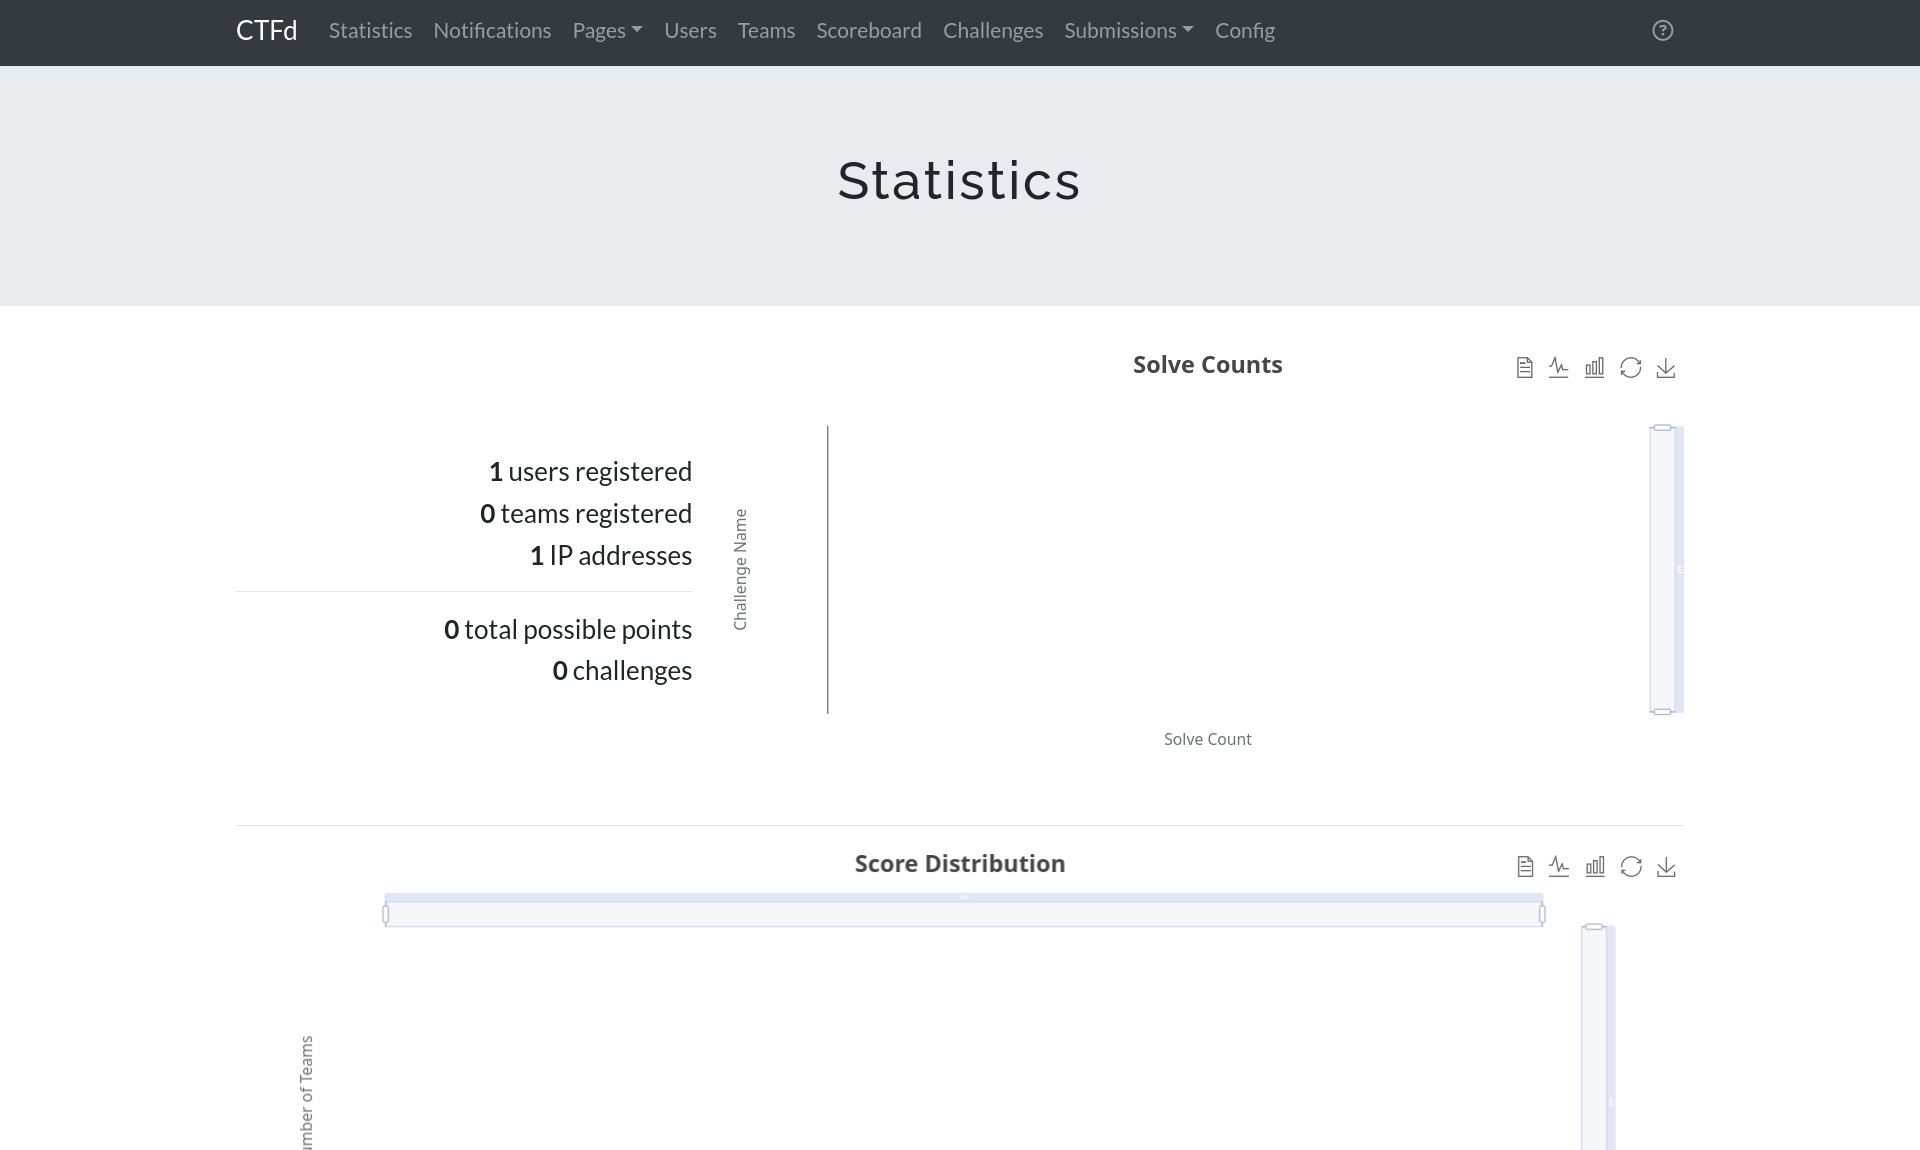 CTFd Statistics Notifications Pages Users Teams Scoreboard Challenges Submissions Config
Statistics
Solve Counts
1 users registered
0 teams registered
1 IP addresses
0 total possible points
0 challenges
Challenge Name
Solve Count
Score Distribution
umber of Teams